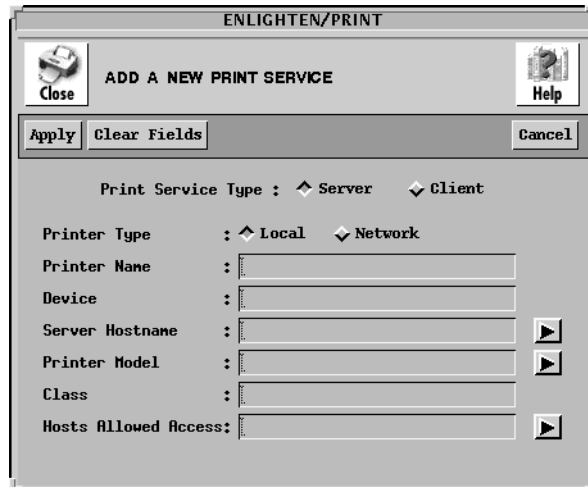 ENLIGHTEN/PRINT
Close
ADD A NEW PRINT SERVICE
Help
Apply
Clear Fields
Cancel
Print Service Type : Server Client
Printer Type : Local Network
Printer Name :
Device :
Server Hostname :
Printer Model :
Class :
Hosts Allowed Access: